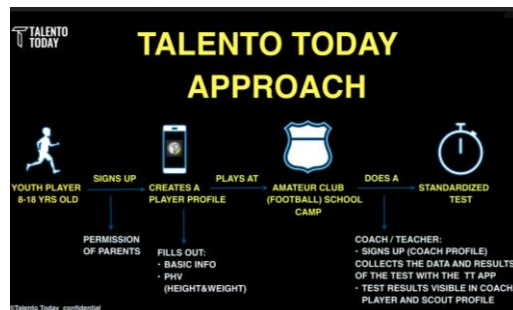 TALENTO
TODAY
TALENTO TODAY
APPROACH
YOUTH PLAYER
8-18 YRS OLD
SIGNS UP
CREATES A
PLAYER PROFILE
PLAYS AT
AMATEUR CLUB
(FOOTBALL) SCHOOL
CAMP
DOES A
STANDARDIZED
TEST
PERMISSION
OF PARENTS
FILLS OUT:
· BASIC INFO
· PHV
(HEIGHT&WEIGHT)
COACH / TEACHER:
· SIGNS UP (COACH PROFILE)
COLLECTS THE DATA AND RESULTS
OF THE TEST WITH THE TT APP
· TEST RESULTS VISIBLE IN COACH
PLAYER AND SCOUT PROFILE
©Talento Today confidential